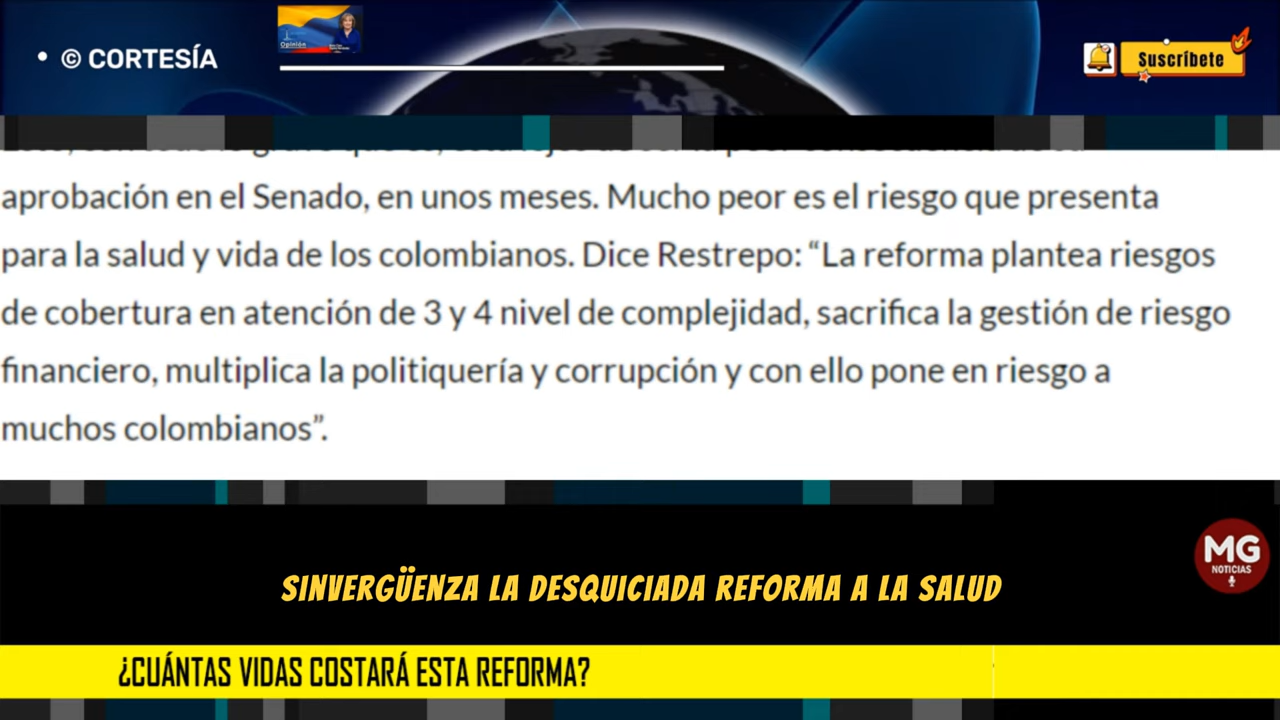 • © CORTESÍA
Opinión
Suscríbete
aprobación en el Senado, en unos meses. Mucho peor es el riesgo que presenta
para la salud y vida de los colombianos. Dice Restrepo: “La reforma plantea riesgos
de cobertura en atención de 3 y 4 nivel de complejidad, sacrifica la gestión de riesgo
financiero, multiplica la politiquería y corrupción y con ello pone en riesgo a
muchos colombianos”.
MG
NOTICIAS
SINVERGÜENZA LA DESQUICIADA REFORMA A LA SALUD
¿CUÁNTAS VIDAS COSTARÁ ESTA REFORMA?